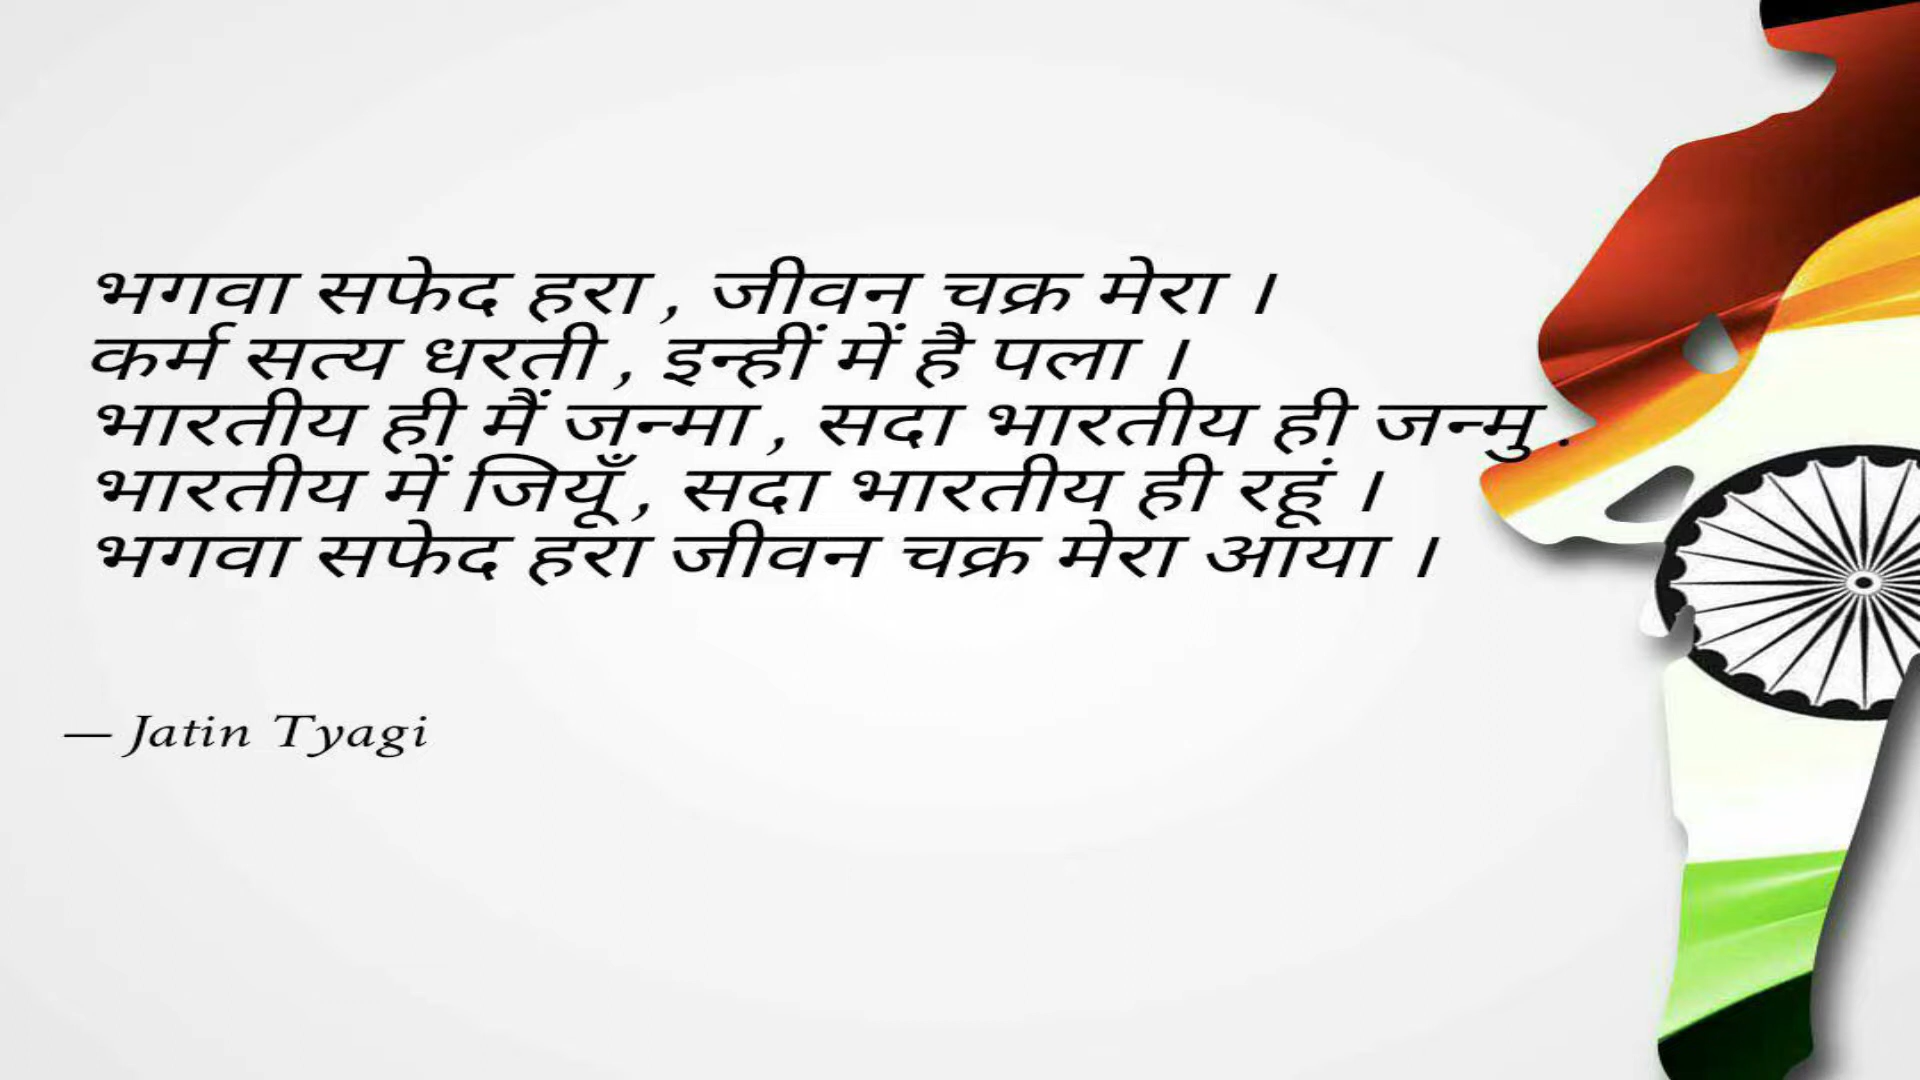 भगवा सफेद हरा , जीवन चक्र मेरा ।
कर्म सत्य धरती , इन्हीं में है पला ।
भारतीय ही मैं जन्मा , सदा भारतीय ही जन्मु .
भारतीय में जियूँ , सदा भारतीय ही रहूं ।
भगवा सफेद हरा जीवन चक्र मेरा आया ।
— Jatin Tyagi